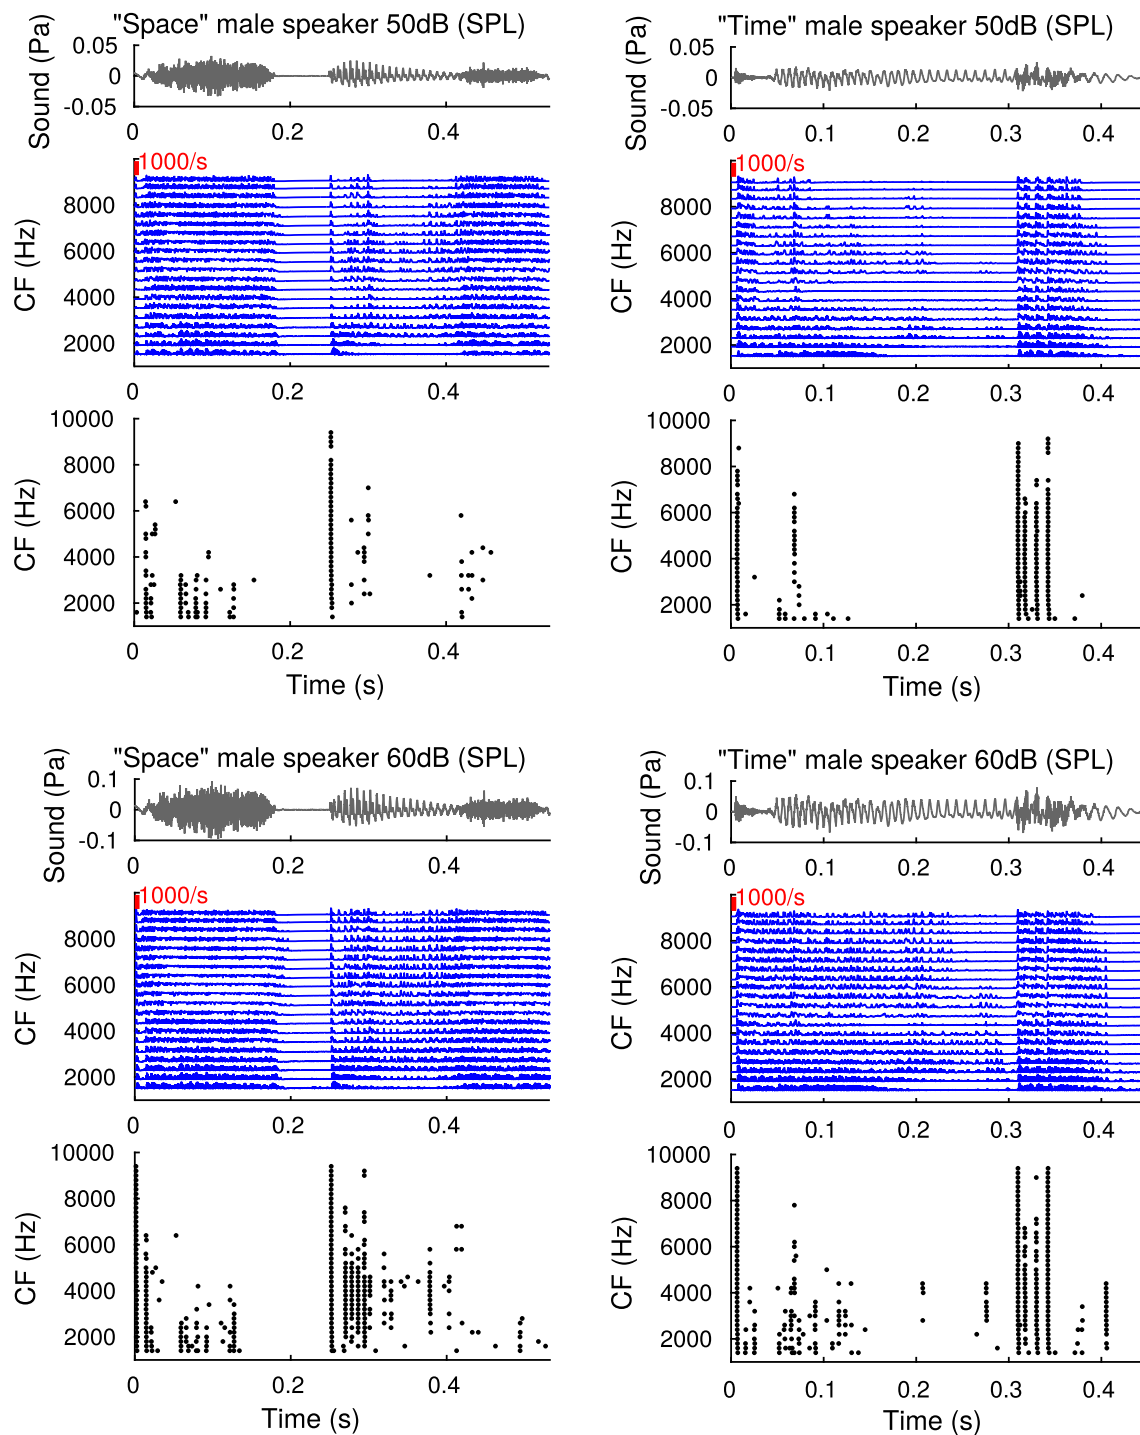 "Space" male speaker 50dB (SPL)
Sound (Pa)
0.05
0
-0.05
0 0.2 0.4
1000/s
CF (Hz)
8000
6000
4000
2000
0 0.2 0.4
CF (Hz)
10000
8000
6000
4000
2000
0 0.2 0.4
Time (s)
"Time" male speaker 50dB (SPL)
Sound (Pa)
0.05
0
-0.05
0 0.1 0.2 0.3 0.4
1000/s
CF (Hz)
8000
6000
4000
2000
0 0.1 0.2 0.3 0.4
CF (Hz)
10000
8000
6000
4000
2000
0 0.1 0.2 0.3 0.4
Time (s)
"Space" male speaker 60dB (SPL)
Sound (Pa)
0.1
0
-0.1
0 0.2 0.4
1000/s
CF (Hz)
8000
6000
4000
2000
0 0.2 0.4
CF (Hz)
10000
8000
6000
4000
2000
0 0.2 0.4
Time (s)
"Time" male speaker 60dB (SPL)
Sound (Pa)
0.1
0
-0.1
0 0.1 0.2 0.3 0.4
1000/s
CF (Hz)
8000
6000
4000
2000
0 0.1 0.2 0.3 0.4
CF (Hz)
10000
8000
6000
4000
2000
0 0.1 0.2 0.3 0.4
Time (s)